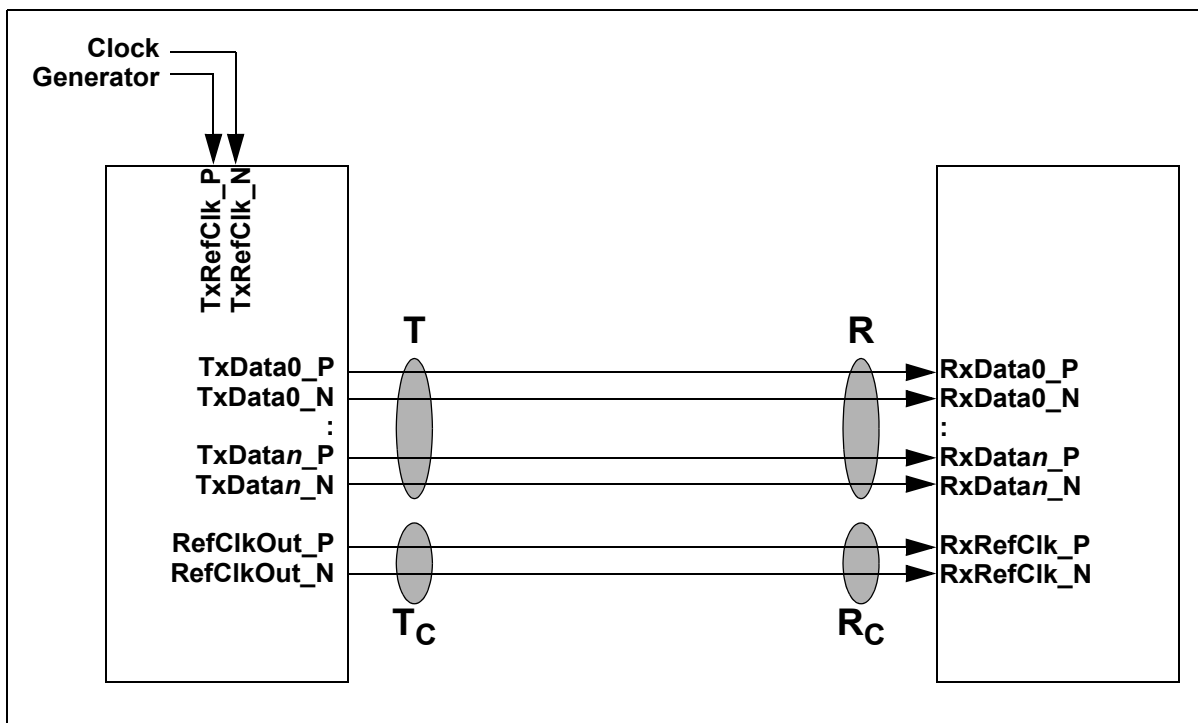 Clock
Generator
TxRefClk_P
TxRefClk_N
T
R
TxData0_P
TxData0_N
:
TxDatan_P
TxDatan_N
RxData0_P
RxData0_N
:
RxDatan_P
RxDatan_N
RefClkOut_P
RefClkOut_N
RxRefClk_P
RxRefClk_N
TC
RC